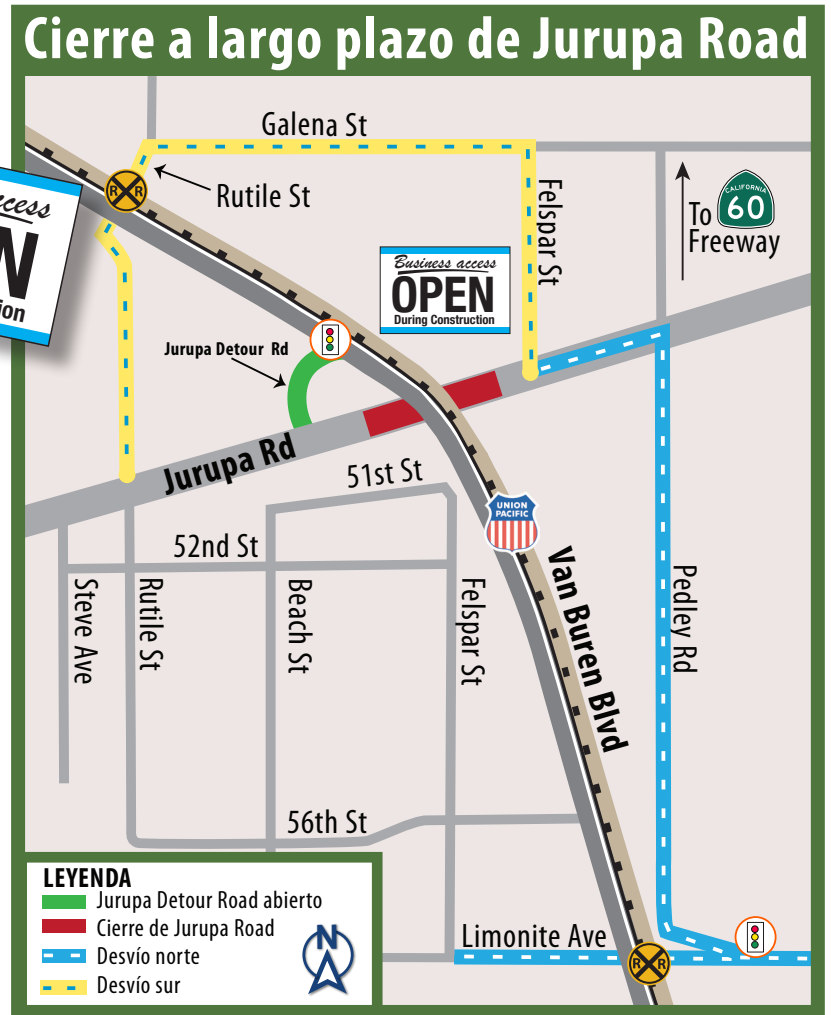 Cierre a largo plazo de Jurupa Road
Galena St
R R
Rutile St
Felspar St
CALIFORNIA
60
To
Freeway
Business access
OPEN
During Construction
Jurupa Detour Rd
Jurupa Rd
51st St
UNION
PACIFIC
52nd St
Van Buren Blvd
Steve Ave
Rutile St
Beach St
Felspar St
Pedley Rd
56th St
Limonite Ave
R R
LEYENDA
Jurupa Detour Road abierto
Cierre de Jurupa Road
Desvío norte
Desvío sur
N